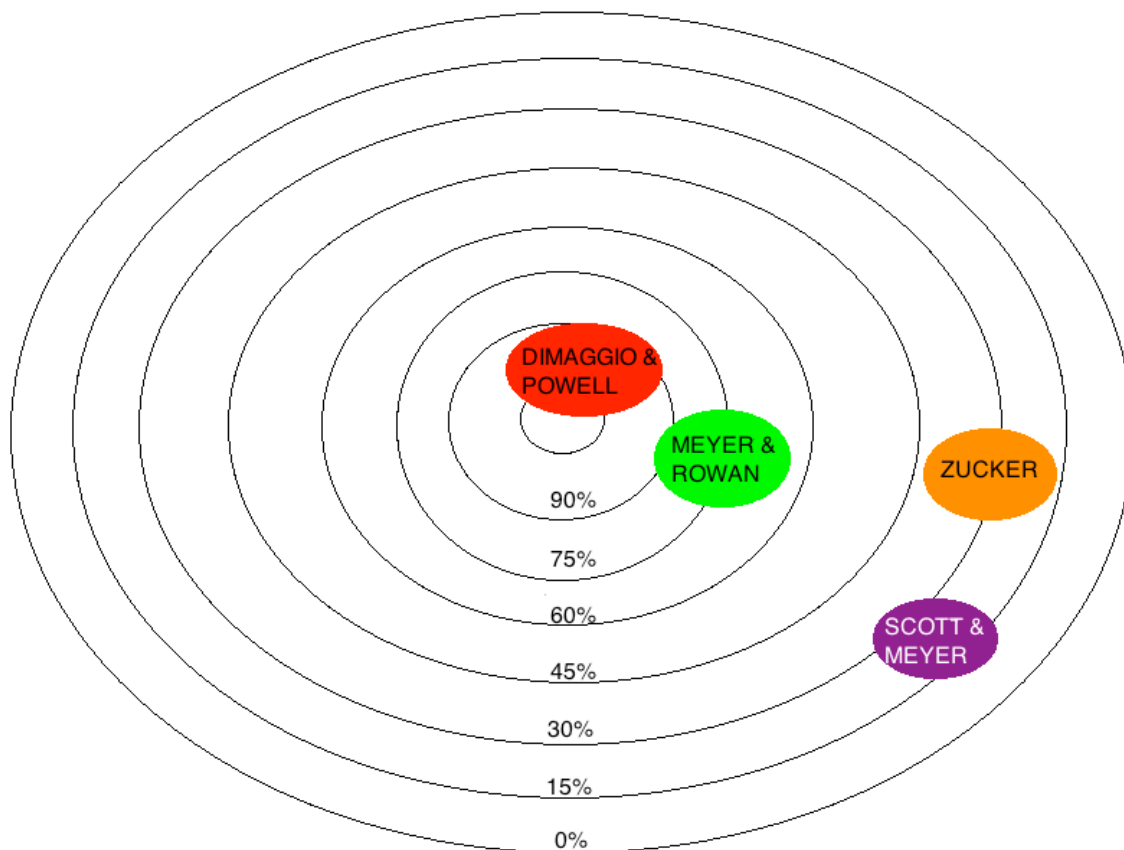 DIMAGGIO &
POWELL
MEYER &
ROWAN
ZUCKER
90%
75%
60%
SCOTT &
MEYER
45%
30%
15%
0%